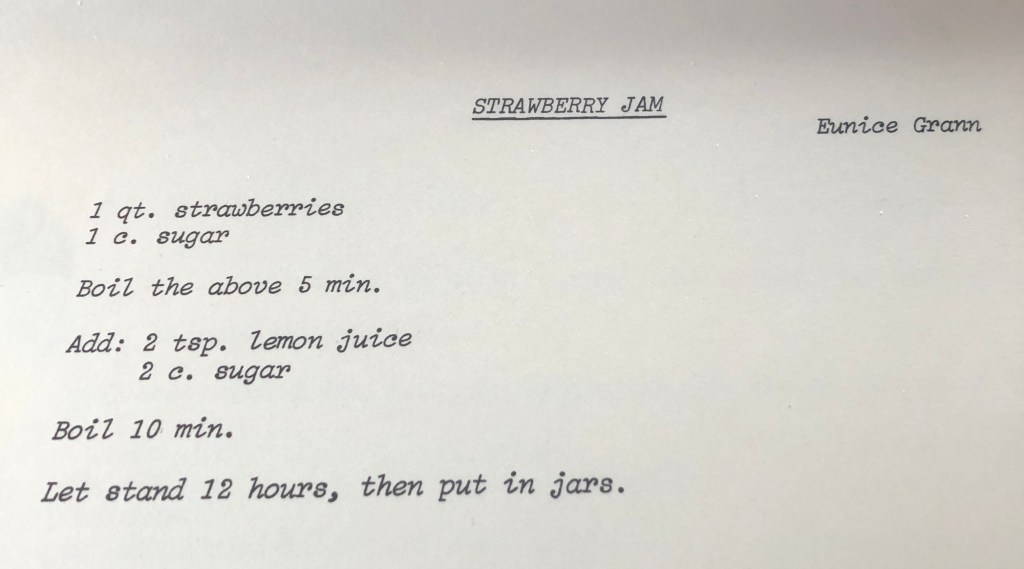 STRAWBERRY JAM
Eunice Grann
1 qt. strawberries
1 c. sugar
Boil the above 5 min.
Add: 2 tsp. lemon juice
2 c. sugar
Boil 10 min.
Let stand 12 hours, then put in jars.